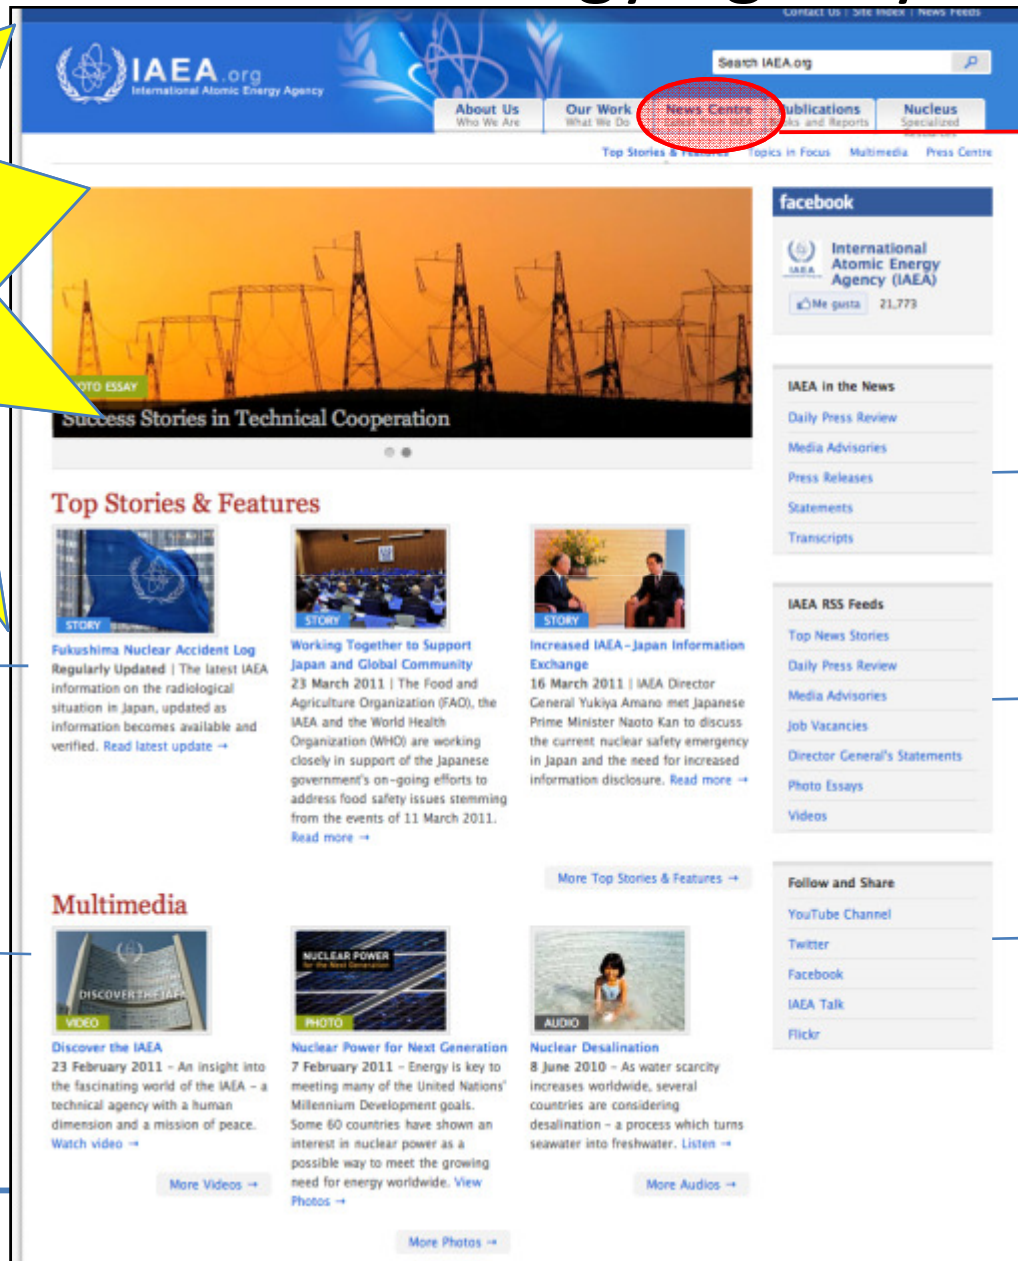 Contact Us | Site Index | News Feeds
IAEA.org
International Atomic Energy Agency
Search IAEA.org
About Us
Who We Are
Our Work
What We Do
News Centre
Publications
Books and Reports
Nucleus
Specialized
Resources
Top Stories & Features
Topics in Focus
Multimedia
Press Centre
PHOTO ESSAY
Success Stories in Technical Cooperation
facebook
IAEA
International
Atomic Energy
Agency (IAEA)
Me gusta
21,773
IAEA in the News
Daily Press Review
Media Advisories
Press Releases
Statements
Transcripts
Top Stories & Features
STORY
Fukushima Nuclear Accident Log
Regularly Updated | The latest IAEA
information on the radiological
situation in Japan, updated as
information becomes available and
verified. Read latest update →
STORY
Working Together to Support
Japan and Global Community
23 March 2011 | The Food and
Agriculture Organization (FAO), the
IAEA and the World Health
Organization (WHO) are working
closely in support of the Japanese
government's on-going efforts to
address food safety issues stemming
from the events of 11 March 2011.
Read more →
STORY
Increased IAEA-Japan Information
Exchange
16 March 2011 | IAEA Director
General Yukiya Amano met Japanese
Prime Minister Naoto Kan to discuss
the current nuclear safety emergency
in Japan and the need for increased
information disclosure. Read more →
More Top Stories & Features →
IAEA RSS Feeds
Top News Stories
Daily Press Review
Media Advisories
Job Vacancies
Director General's Statements
Photo Essays
Videos
Follow and Share
YouTube Channel
Twitter
Facebook
IAEA Talk
Flickr
Multimedia
DISCOVER THE IAEA
VIDEO
Discover the IAEA
23 February 2011 - An insight into
the fascinating world of the IAEA - a
technical agency with a human
dimension and a mission of peace.
Watch video →
More Videos →
NUCLEAR POWER
for the Next Generation
PHOTO
Nuclear Power for Next Generation
7 February 2011 - Energy is key to
meeting many of the United Nations'
Millennium Development goals.
Some 60 countries have shown an
interest in nuclear power as a
possible way to meet the growing
need for energy worldwide. View
Photos →
More Photos →
AUDIO
Nuclear Desalination
8 June 2010 - As water scarcity
increases worldwide, several
countries are considering
desalination - a process which turns
seawater into freshwater. Listen →
More Audios →